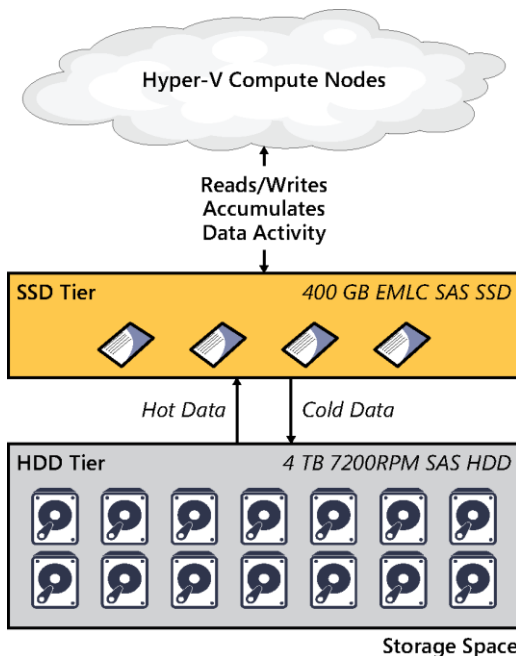 Hyper-V Compute Nodes
Reads/Writes
Accumulates
Data Activity
SSD Tier 400 GB EMLC SAS SSD
Hot Data Cold Data
HDD Tier 4 TB 7200RPM SAS HDD
Storage Space